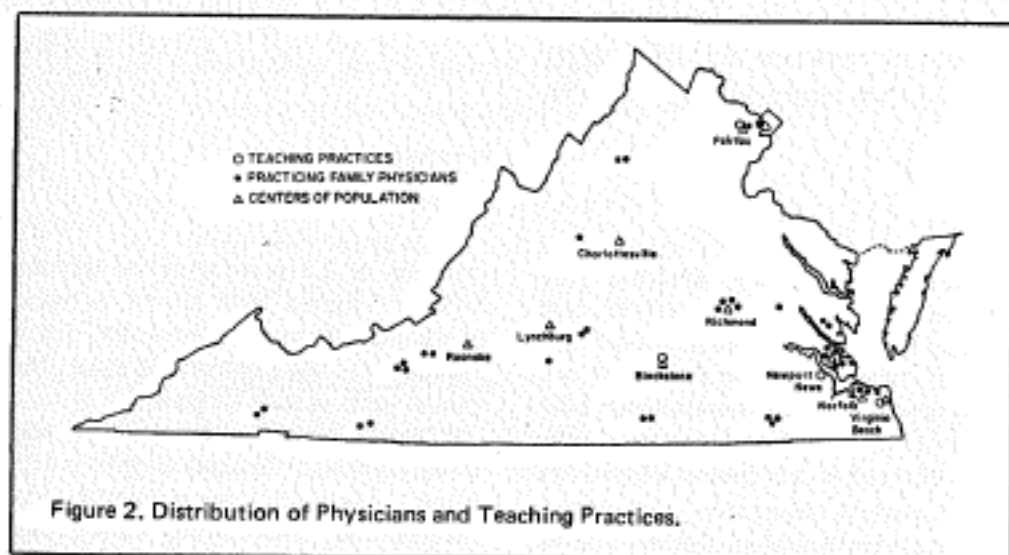 TEACHING PRACTICES
PRACTICING FAMILY PHYSICIANS
CENTERS OF POPULATION
Fairfax
Charlottesville
Richmond
Lynchburg
Roanoke
Blackstone
Newport
News
Norfolk
Virginia
Beach
Figure 2. Distribution of Physicians and Teaching Practices.